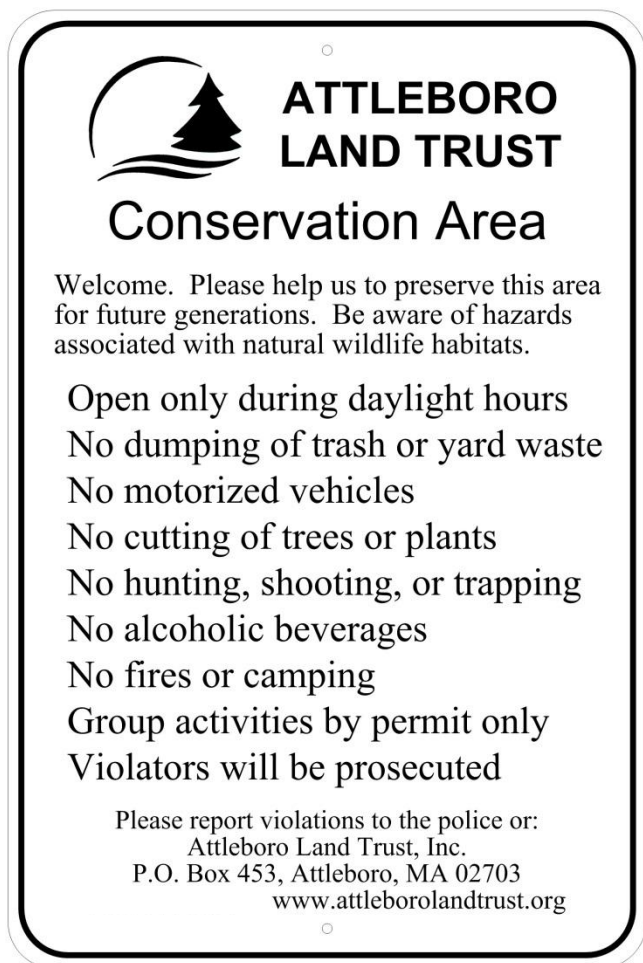 ATTLEBORO
LAND TRUST
Conservation Area
Welcome.  Please help us to preserve this area
for future generations.  Be aware of hazards
associated with natural wildlife habitats.
Open only during daylight hours
No dumping of trash or yard waste
No motorized vehicles
No cutting of trees or plants
No hunting, shooting, or trapping
No alcoholic beverages
No fires or camping
Group activities by permit only
Violators will be prosecuted
Please report violations to the police or:
Attleboro Land Trust, Inc.
P.O. Box 453, Attleboro, MA 02703
www.attleborolandtrust.org